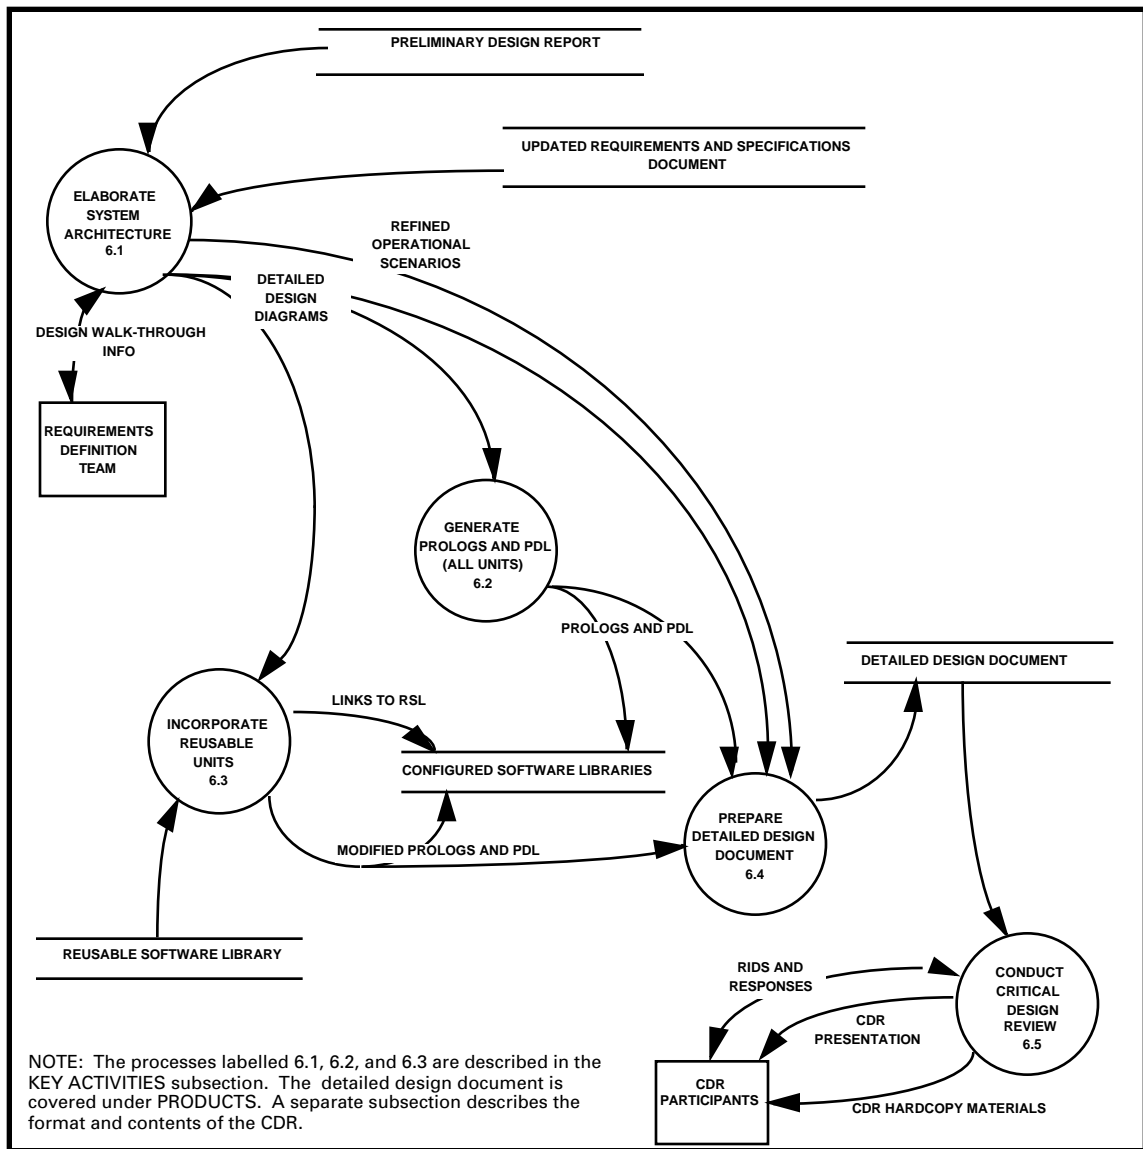 PRELIMINARY DESIGN REPORT
UPDATED REQUIREMENTS AND SPECIFICATIONS
DOCUMENT
ELABORATE
SYSTEM
ARCHITECTURE
6.1
REFINED
OPERATIONAL
SCENARIOS
DETAILED
DESIGN
DIAGRAMS
DESIGN WALK-THROUGH
INFO
REQUIREMENTS
DEFINITION
TEAM
GENERATE
PROLOGS AND PDL
(ALL UNITS)
6.2
PROLOGS AND PDL
DETAILED DESIGN DOCUMENT
LINKS TO RSL
INCORPORATE
REUSABLE
UNITS
6.3
CONFIGURED SOFTWARE LIBRARIES
PREPARE
DETAILED DESIGN
DOCUMENT
6.4
MODIFIED PROLOGS AND PDL
REUSABLE SOFTWARE LIBRARY
RIDS AND
RESPONSES
CONDUCT
CRITICAL
DESIGN
REVIEW
6.5
CDR
PRESENTATION
CDR
PARTICIPANTS
CDR HARDCOPY MATERIALS
NOTE: The processes labelled 6.1, 6.2, and 6.3 are described in the
KEY ACTIVITIES subsection. The detailed design document is
covered under PRODUCTS. A separate subsection describes the
format and contents of the CDR.